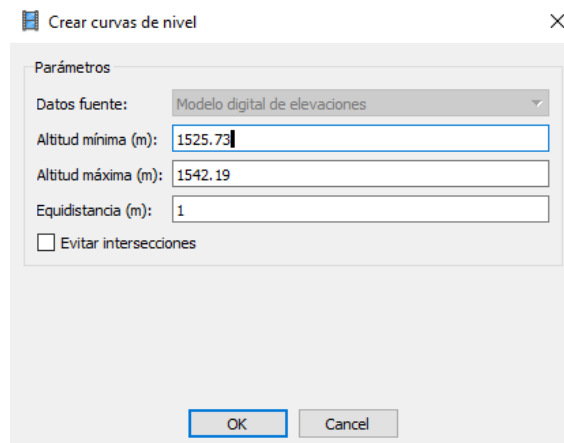 Crear curvas de nivel
Parámetros
Datos fuente: Modelo digital de elevaciones
Altitud mínima (m): 1525.73
Altitud máxima (m): 1542.19
Equidistancia (m): 1
Evitar intersecciones
OK Cancel